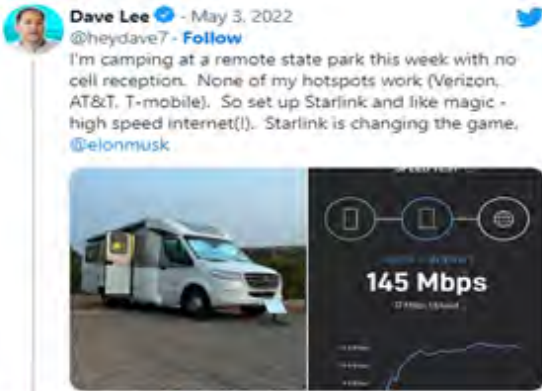 Dave Lee - May 3, 2022
@heydave7 - Follow
I'm camping at a remote state park this week with no
cell reception. None of my hotspots work (Verizon,
AT&T, T-mobile). So set up Starlink and like magic -
high speed internet(!). Starlink is changing the game.
@elonmusk
145 Mbps